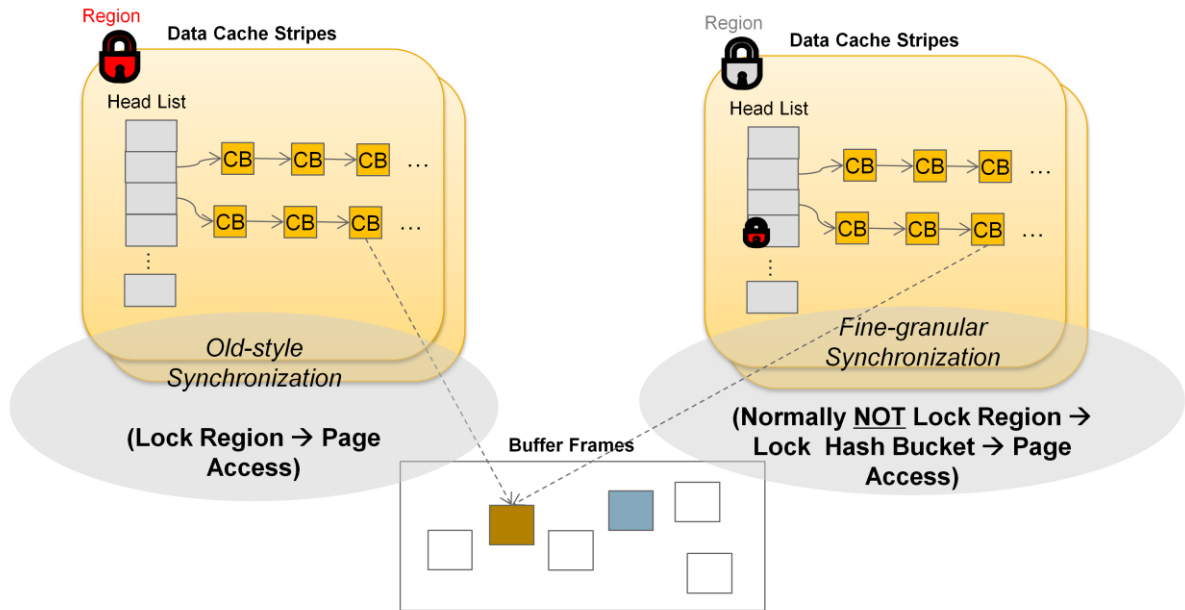 Region
Data Cache Stripes
Head List
CB CB CB ...
CB CB CB ...
...
Old-style
Synchronization
(Lock Region → Page
Access)
Region
Data Cache Stripes
Head List
CB CB CB ...
CB CB CB ...
...
Fine-granular
Synchronization
(Normally NOT Lock Region →
Lock Hash Bucket → Page
Access)
Buffer Frames